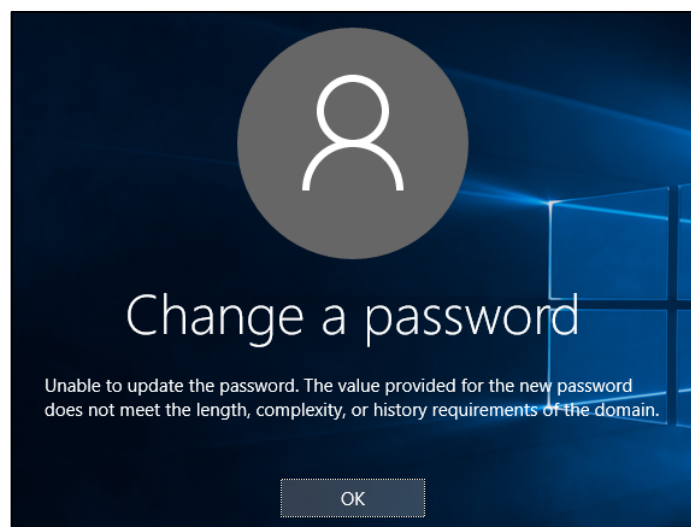 Change a password
Unable to update the password. The value provided for the new password
does not meet the length, complexity, or history requirements of the domain.
OK